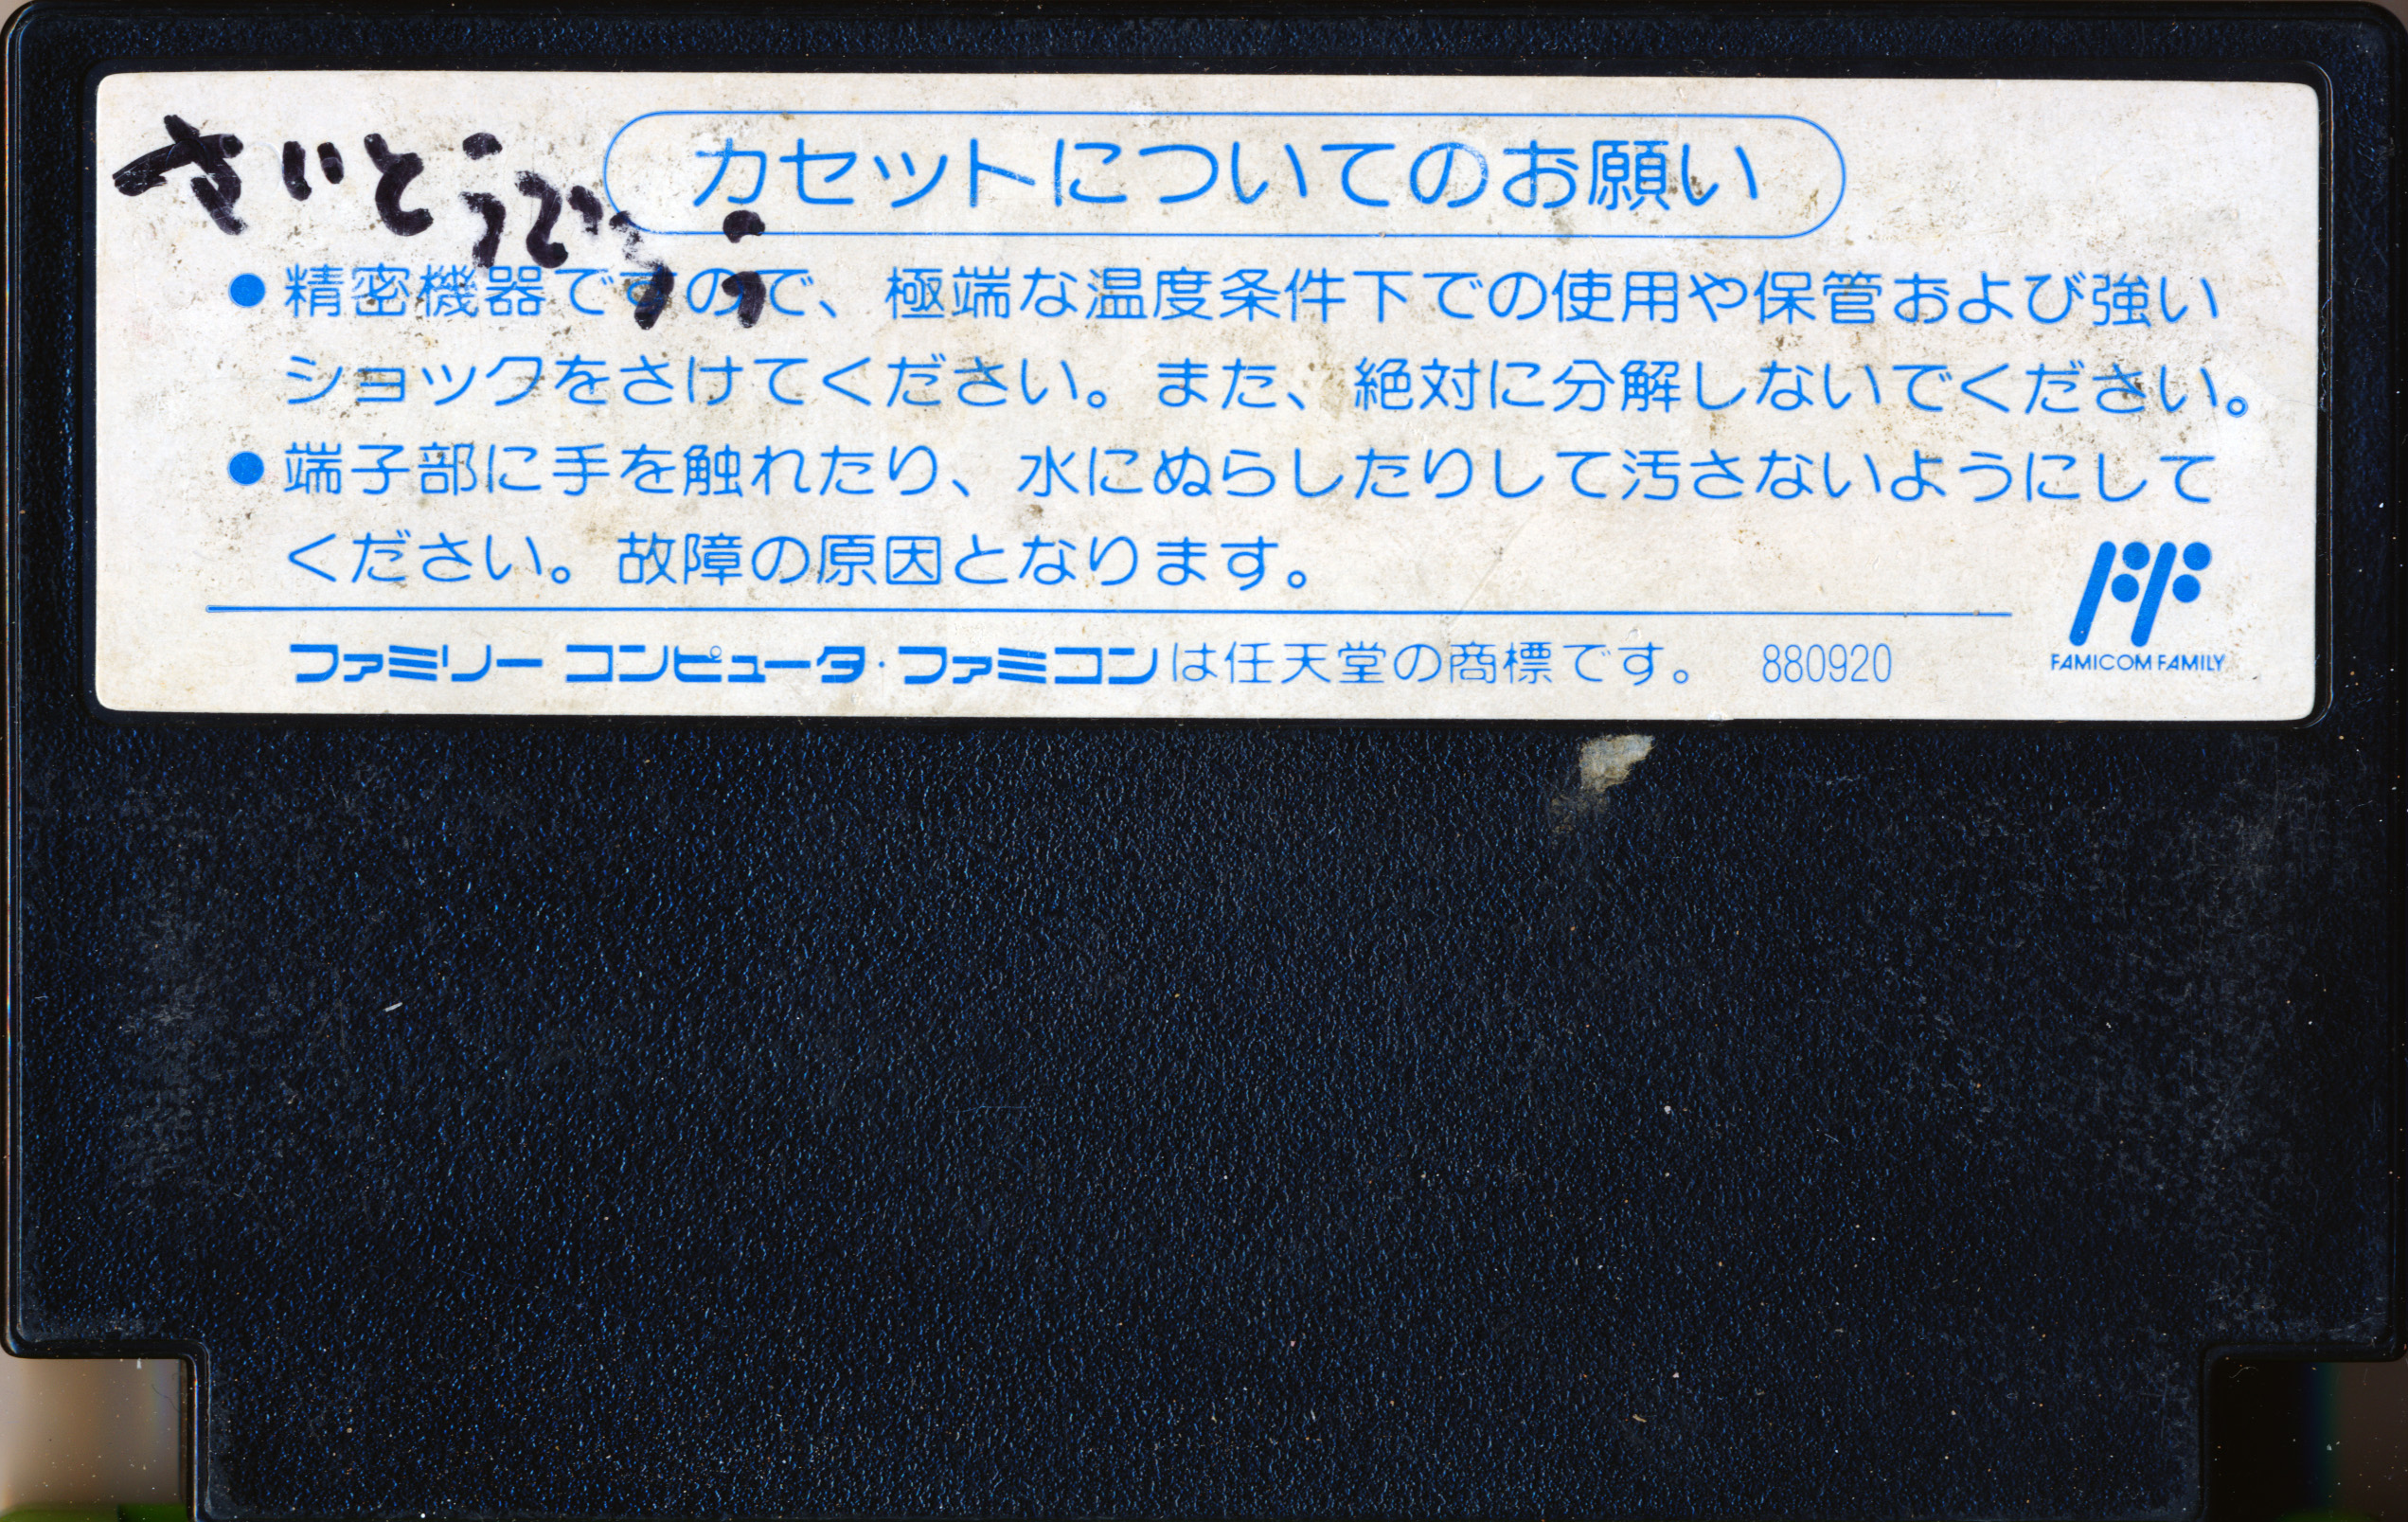 さいとう
カセットについてのお願い
●精密機器ですので、極端な温度条件下での使用や保管および強い
ショックをさけてください。また、絶対に分解しないでください。
●端子部に手を触れたり、水にぬらしたりして汚さないようにして
ください。故障の原因となります。
ファミリーコンピュータ・ファミコンは任天堂の商標です。 880920
FAMICOM FAMILY